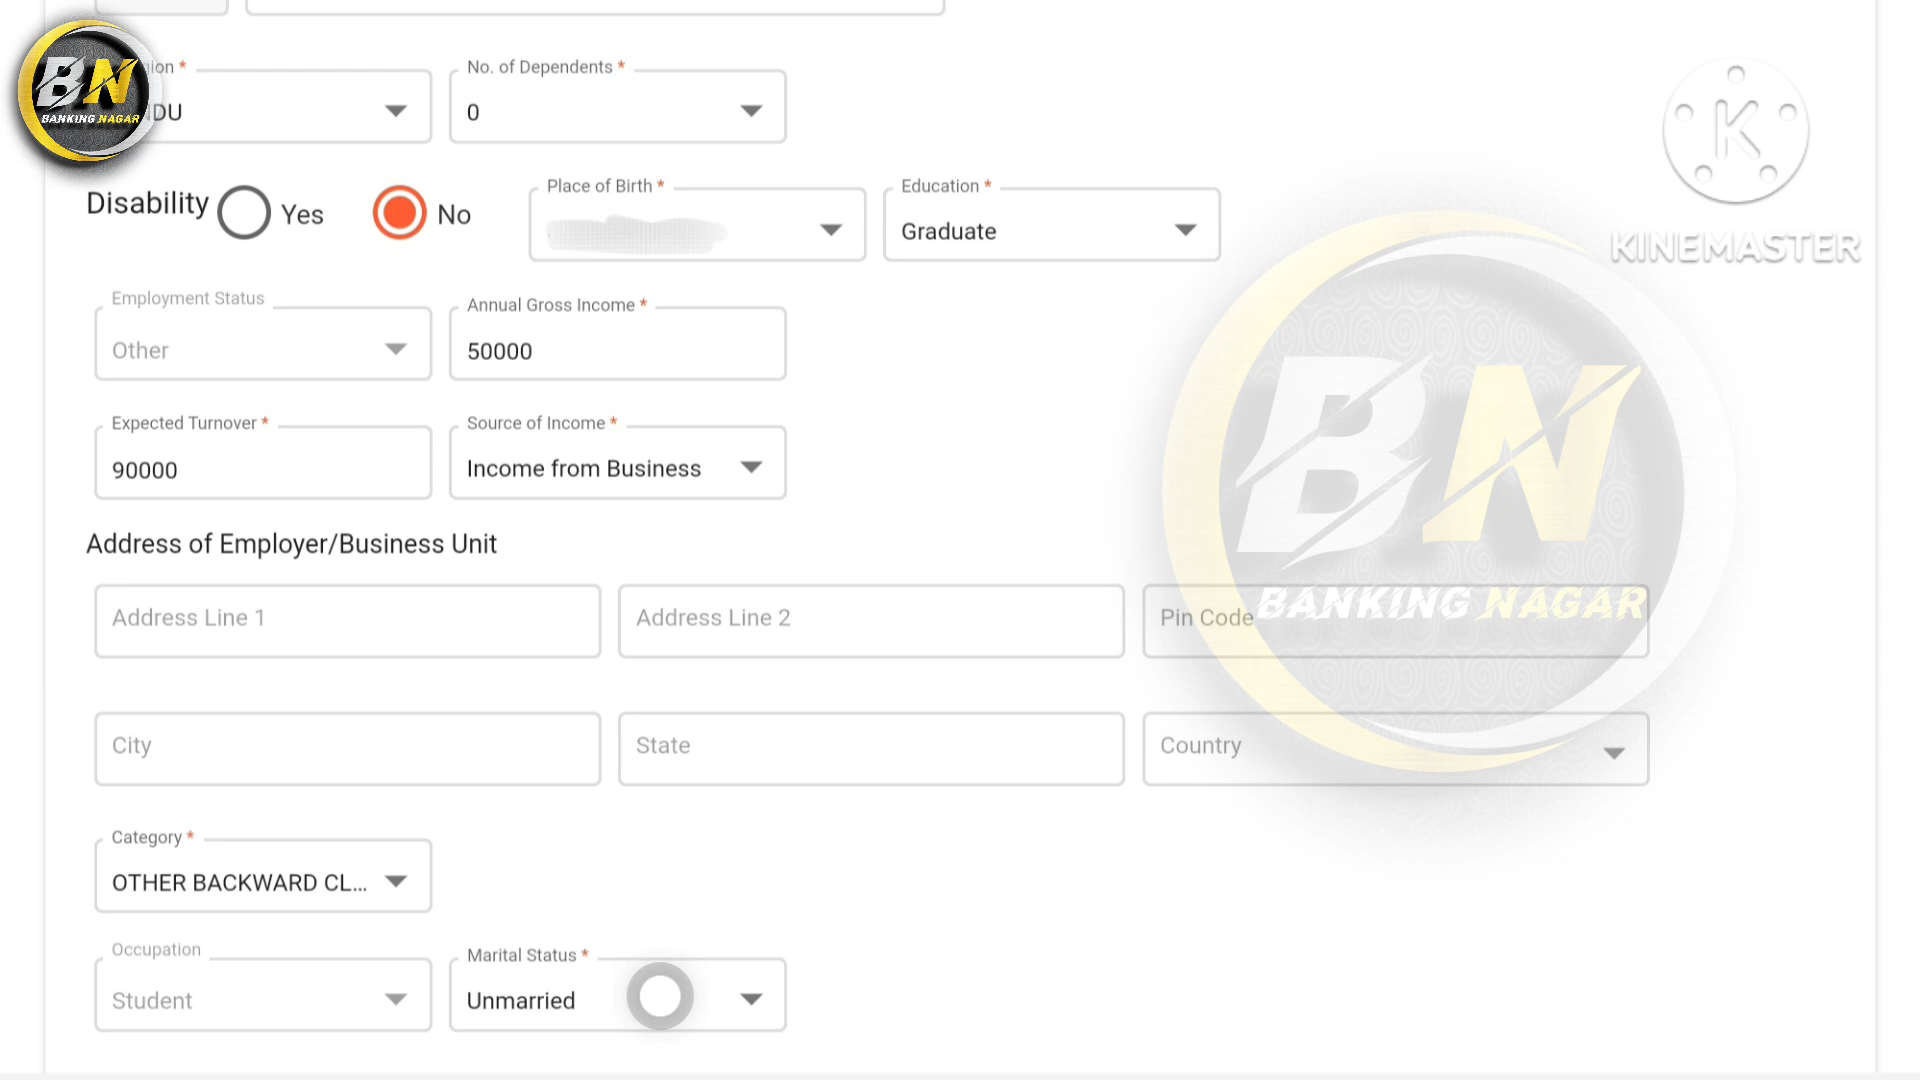 BN
BANKING NAGAR
ion *
DU
No. of Dependents *
0
K
KINEMASTER
Disability
Yes
No
Place of Birth *
Education *
Graduate
Employment Status
Other
Annual Gross Income *
50000
Expected Turnover *
90000
Source of Income *
Income from Business
BN
BANKING NAGAR
Address of Employer/Business Unit
Address Line 1
Address Line 2
Pin Code
City
State
Country
Category *
OTHER BACKWARD CL...
Occupation
Student
Marital Status *
Unmarried